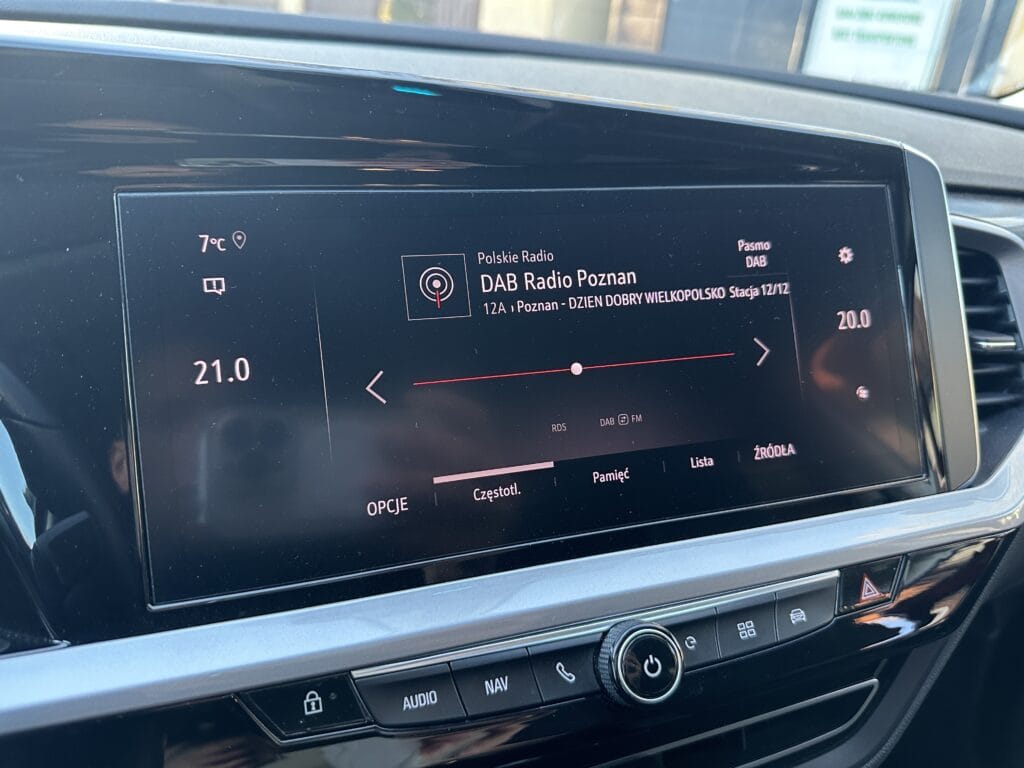 7°C
21.0
Polskie Radio
DAB Radio Poznan
12A › Poznan - DZIEN DOBRY WIELKOPOLSKO Stacja 12/12
Pasmo
DAB
20.0
RDS
DAB FM
OPCJE
Częstotl.
Pamięć
Lista
ŹRÓDŁA
AUDIO
NAV